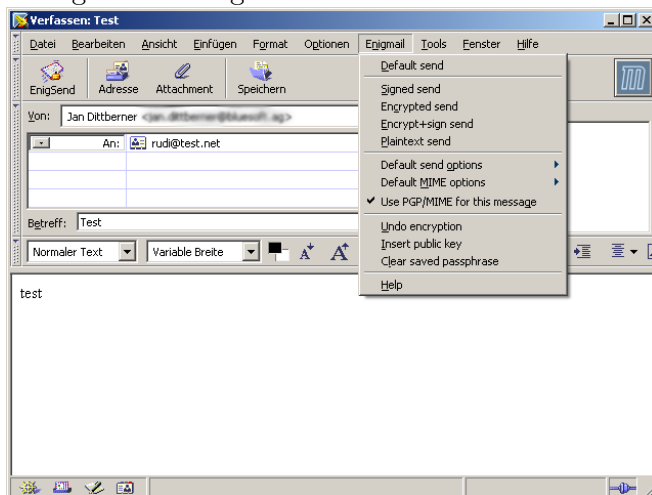 Verfassen: Test
Datei Bearbeiten Ansicht Einfügen Format Optionen Enigmail Tools Fenster Hilfe
EnigSend Adresse Attachment Speichern
Von: Jan Dittberner
An: rudi@test.net
Betreff: Test
Normaler Text Variable Breite
test
Default send
Signed send
Encrypted send
Encrypt+sign send
Plaintext send
Default send options
Default MIME options
Use PGP/MIME for this message
Undo encryption
Insert public key
Clear saved passphrase
Help